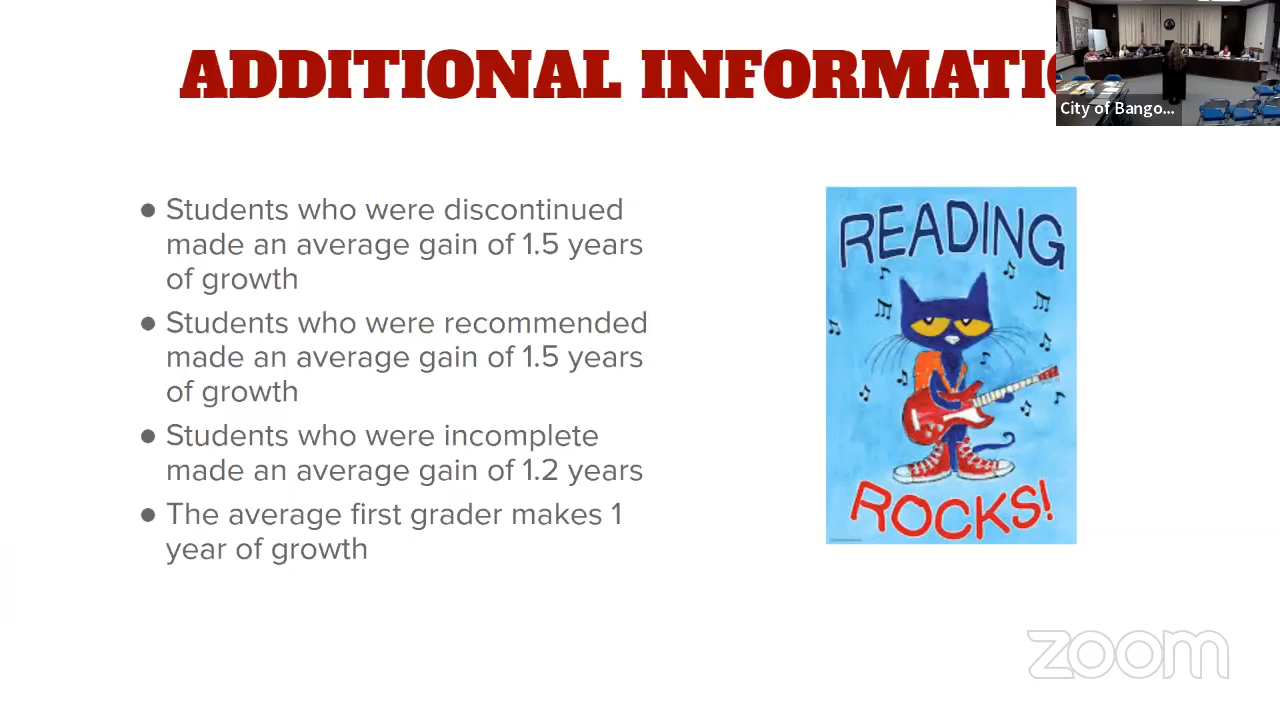 ADDITIONAL INFORMATIO
City of Bango...
● Students who were discontinued
made an average gain of 1.5 years
of growth
● Students who were recommended
made an average gain of 1.5 years
of growth
● Students who were incomplete
made an average gain of 1.2 years
● The average first grader makes 1
year of growth
READING
ROCKS!
zoom